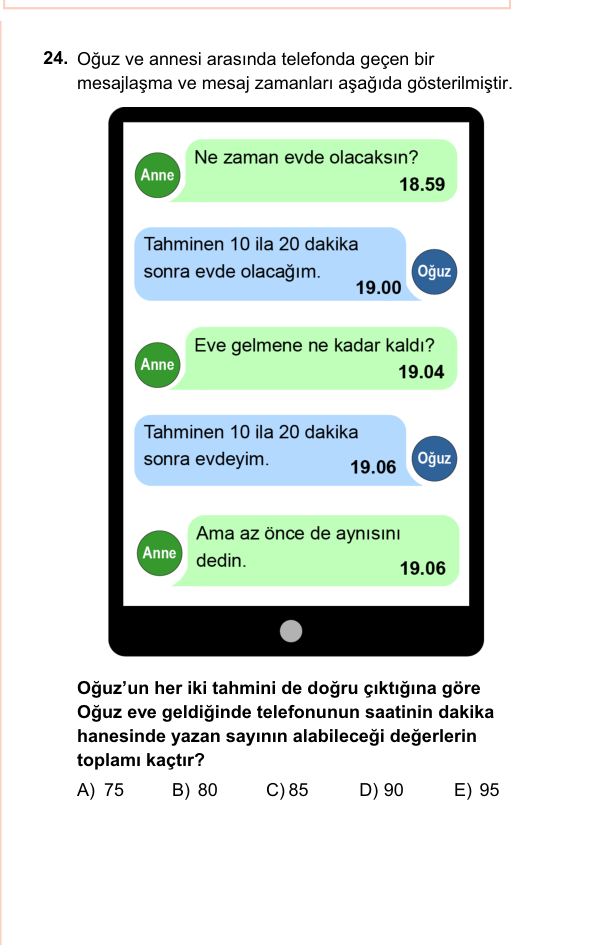 24. Oğuz ve annesi arasında telefonda geçen bir
mesajlaşma ve mesaj zamanları aşağıda gösterilmiştir.
Anne
Ne zaman evde olacaksın?
18.59
Tahminen 10 ila 20 dakika
sonra evde olacağım.
19.00
Oğuz
Anne
Eve gelmene ne kadar kaldı?
19.04
Tahminen 10 ila 20 dakika
sonra evdeyim.
19.06
Oğuz
Anne
Ama az önce de aynısını
dedin.
19.06
Oğuz’un her iki tahmini de doğru çıktığına göre
Oğuz eve geldiğinde telefonunun saatinin dakika
hanesinde yazan sayının alabileceği değerlerin
toplamı kaçtır?
A) 75 B) 80 C) 85 D) 90 E) 95